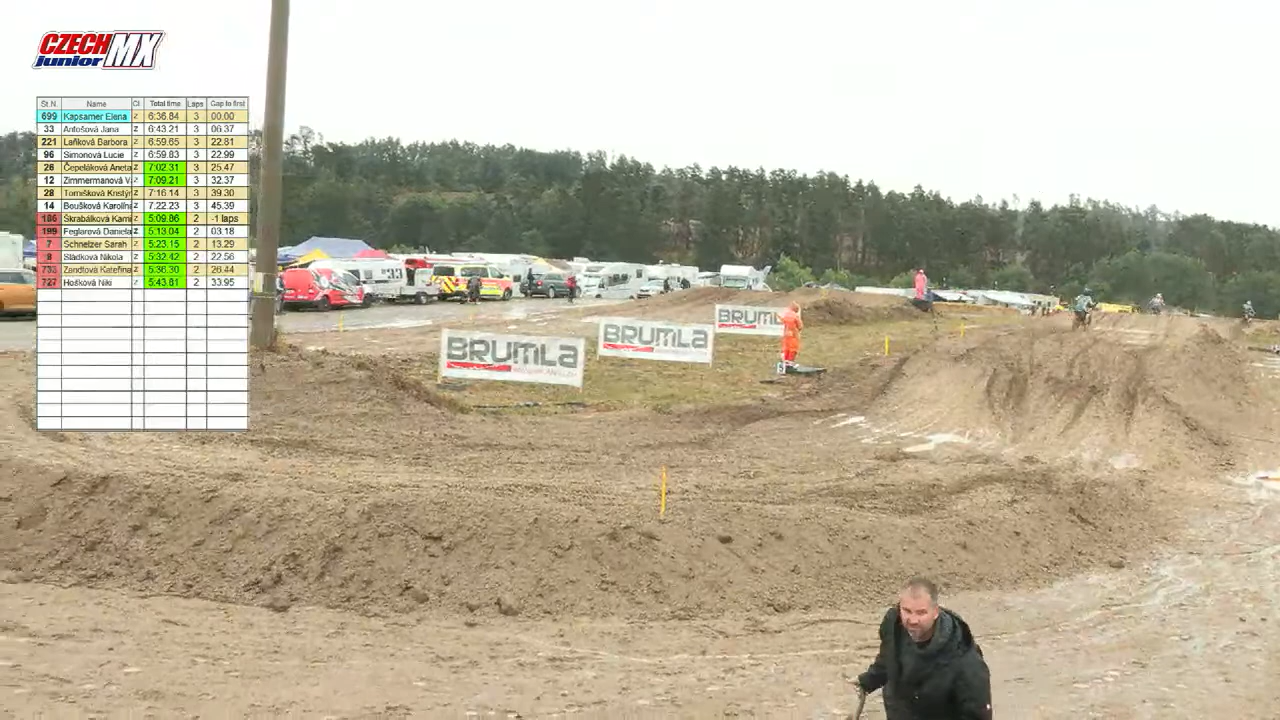 CZECH MX
junior
St.N. Name Cl. Total time Laps Gap to first
699 Kapsamer Elena z 6:36.84 3 00.00
33 Antošová Jana z 6:43.21 3 06.37
221 Laňková Barbora z 6:59.65 3 22.81
96 Simonová Lucie z 6:59.83 3 22.99
26 Čepeláková Aneta z 7:02.31 3 25.47
12 Zimmermanová V z 7:09.21 3 32.37
28 Tomišková Kristýn z 7:16.14 3 39.30
14 Boušková Karolín z 7:22.23 3 45.39
186 Škrabálková Kami z 5:09.86 2 -1 laps
199 Feglarová Daniela z 5:13.04 2 03.18
7 Schnelzer Sarah z 5:23.15 2 13.29
8 Sládková Nikola z 5:32.42 2 22.56
733 Zandtová Kateřina z 5:36.30 2 26.44
727 Hošková Niki z 5:43.81 2 33.95
BRUMLA
BRUMLA
BRUMLA